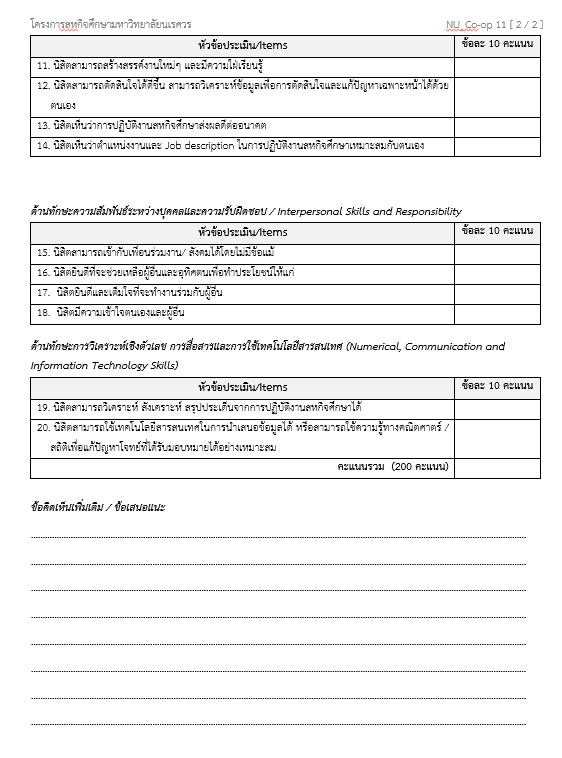 โครงการสหกิจศึกษามหาวิทยาลัยนเรศวร
NU_Co-op 11 [ 2 / 2 ]
หัวข้อประเมิน/Items
ข้อละ 10 คะแนน
11. นิสิตสามารถสร้างสรรค์งานใหม่ๆ และมีความใฝ่เรียนรู้
12. นิสิตสามารถตัดสินใจได้ดีขึ้น สามารถวิเคราะห์ข้อมูลเพื่อการตัดสินใจและแก้ปัญหาเฉพาะหน้าได้ด้วย
ตนเอง
13. นิสิตเห็นว่าการปฏิบัติงานสหกิจศึกษาส่งผลดีต่ออนาคต
14. นิสิตเห็นว่าตำแหน่งงานและ Job description ในการปฏิบัติงานสหกิจศึกษาเหมาะสมกับตนเอง
ด้านทักษะความสัมพันธ์ระหว่างบุคคลและความรับผิดชอบ / Interpersonal Skills and Responsibility
หัวข้อประเมิน/Items
ข้อละ 10 คะแนน
15. นิสิตสามารถเข้ากับเพื่อนร่วมงาน/ สังคมได้โดยไม่มีข้อแม้
16. นิสิตยินดีที่จะช่วยเหลือผู้อื่นและอุทิศตนเพื่อทำประโยชน์ให้แก่
17. นิสิตยินดีและเต็มใจที่จะทำงานร่วมกับผู้อื่น
18. นิสิตมีความเข้าใจตนเองและผู้อื่น
ด้านทักษะการวิเคราะห์เชิงตัวเลข การสื่อสารและการใช้เทคโนโลยีสารสนเทศ (Numerical, Communication and
Information Technology Skills)
หัวข้อประเมิน/Items
ข้อละ 10 คะแนน
19. นิสิตสามารถวิเคราะห์ สังเคราะห์ สรุปประเด็นจากการปฏิบัติงานสหกิจศึกษาได้
20. นิสิตสามารถใช้เทคโนโลยีสารสนเทศในการนำเสนอข้อมูลได้ หรือสามารถใช้ความรู้ทางคณิตศาตร์ /
สถิติเพื่อแก้ปัญหาโจทย์ที่ได้รับมอบหมายได้อย่างเหมาะสม
คะแนนรวม (200 คะแนน)
ข้อคิดเห็นเพิ่มเติม / ข้อเสนอแนะ